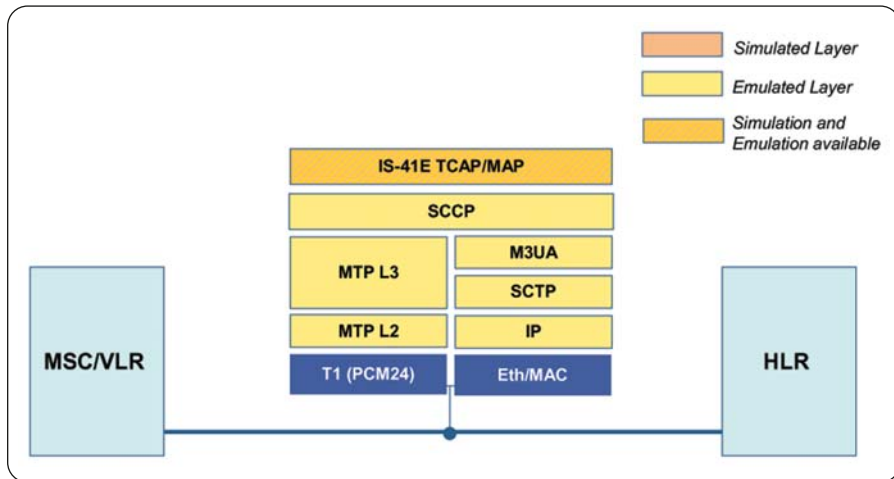 Simulated Layer
Emulated Layer
Simulation and
Emulation available
IS-41E TCAP/MAP
SCCP
MTP L3
M3UA
SCTP
MTP L2
IP
T1 (PCM24)
Eth/MAC
MSC/VLR
HLR